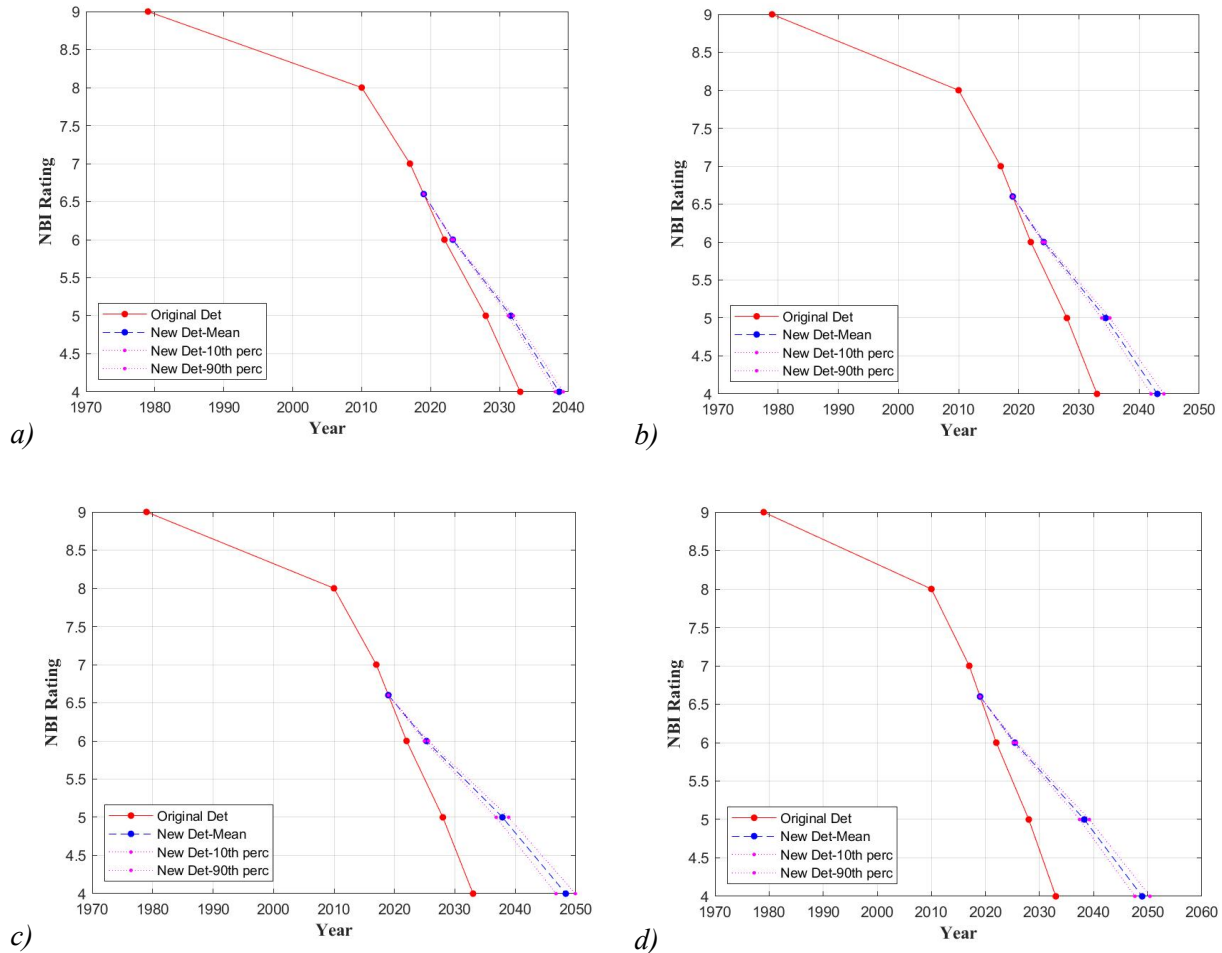 9
8.5
8
7.5
7
6.5
6
5.5
5
4.5
4
NBI Rating
Original Det
New Det-Mean
New Det-10th perc
New Det-90th perc
1970 1980 1990 2000 2010 2020 2030 2040
Year
a)
9
8.5
8
7.5
7
6.5
6
5.5
5
4.5
4
NBI Rating
Original Det
New Det-Mean
New Det-10th perc
New Det-90th perc
1970 1980 1990 2000 2010 2020 2030 2040 2050
Year
b)
9
8.5
8
7.5
7
6.5
6
5.5
5
4.5
4
NBI Rating
Original Det
New Det-Mean
New Det-10th perc
New Det-90th perc
1970 1980 1990 2000 2010 2020 2030 2040 2050
Year
c)
9
8.5
8
7.5
7
6.5
6
5.5
5
4.5
4
NBI Rating
Original Det
New Det-Mean
New Det-10th perc
New Det-90th perc
1970 1980 1990 2000 2010 2020 2030 2040 2050 2060
Year
d)